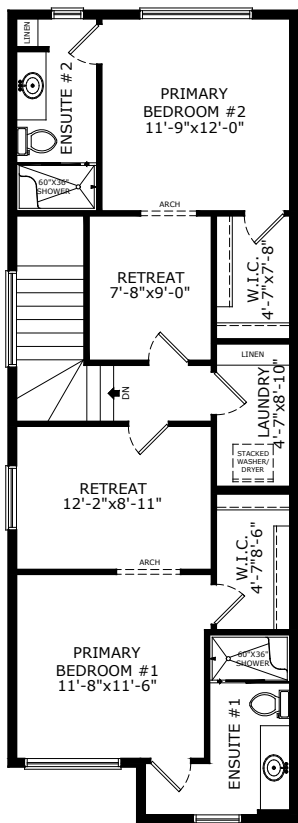 LINEN
ENSUITE #2
PRIMARY
BEDROOM #2
11'-9"x12'-0"
60"X36"
SHOWER
ARCH
W.I.C.
4'-7"x7'-8"
RETREAT
7'-8"x9'-0"
LINEN
LAUNDRY
4'-7"x8'-10"
DN
STACKED
WASHER/
DRYER
RETREAT
12'-2"x8'-11"
W.I.C.
4'-7"8'-6"
ARCH
PRIMARY
BEDROOM #1
11'-8"x11'-6"
60"X36"
SHOWER
ENSUITE #1